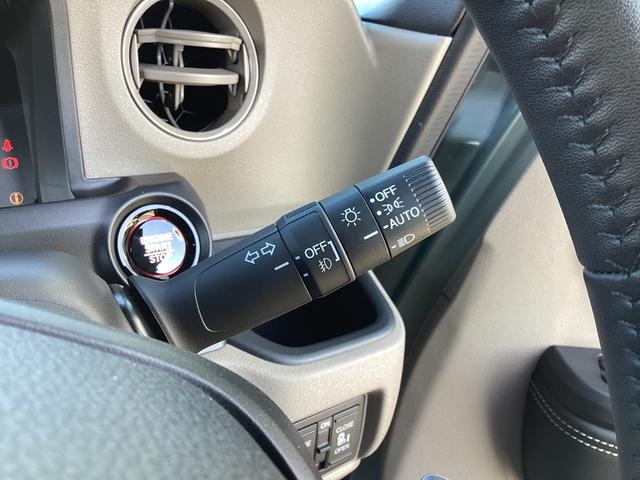 OFF
AUTO
OFF
ENGINE
START
STOP
ON
CLOSE
OPEN